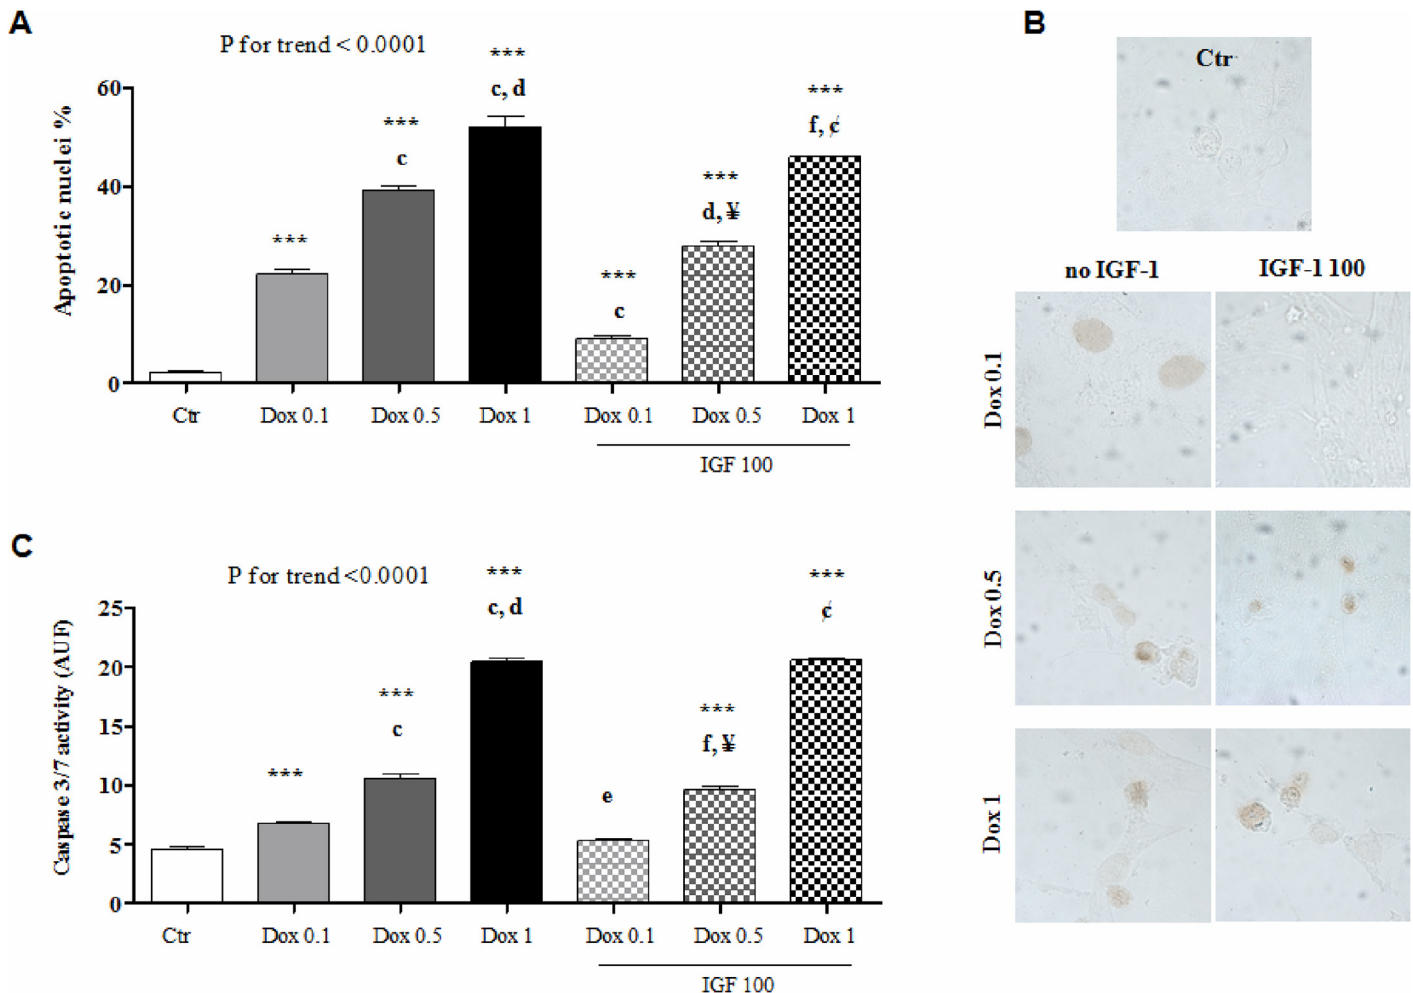 A
P for trend < 0.0001
Apoptotic nuclei %
60
40
20
0
***
***
c
***
c, d
***
c
***
d, ¥
***
f, ȼ
Ctr
Dox 0.1
Dox 0.5
Dox 1
Dox 0.1
Dox 0.5
Dox 1
IGF 100
B
Ctr
no IGF-1
IGF-1 100
Dox 0.1
Dox 0.5
Dox 1
C
P for trend <0.0001
Caspase 3/7 activity (AUF)
25
20
15
10
5
0
***
***
c
***
c, d
e
***
f, ¥
***
ȼ
Ctr
Dox 0.1
Dox 0.5
Dox 1
Dox 0.1
Dox 0.5
Dox 1
IGF 100